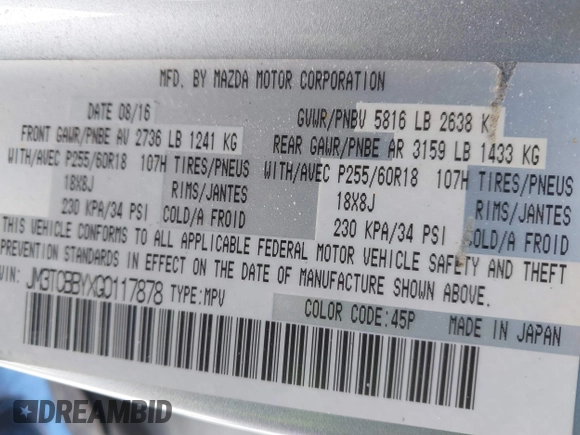 MFD. BY MAZDA MOTOR CORPORATION
DATE 08/16
GVWR/PNBV 5816 LB 2638 K
FRONT GAWR/PNBE AV 2736 LB 1241 KG
REAR GAWR/PNBE AR 3159 LB 1433 KG
WITH/AVEC P255/60R18 107H TIRES/PNEUS
WITH/AVEC P255/60R18 107H TIRES/PNEUS
18X8J RIMS/JANTES
18X8J RIMS/JANTES
230 KPA/34 PSI COLD/A FROID
230 KPA/34 PSI COLD/A FROID
THIS VEHICLE CONFORMS TO ALL APPLICABLE FEDERAL MOTOR VEHICLE SAFETY AND THEFT
PREVENTION STANDARDS IN EFFECT ON THE DATE OF MANUFACTURE SHOWN ABOVE.
VIN: JM3TCBBYXG0117878 TYPE:MPV
COLOR CODE:45P MADE IN JAPAN
DREAMBID